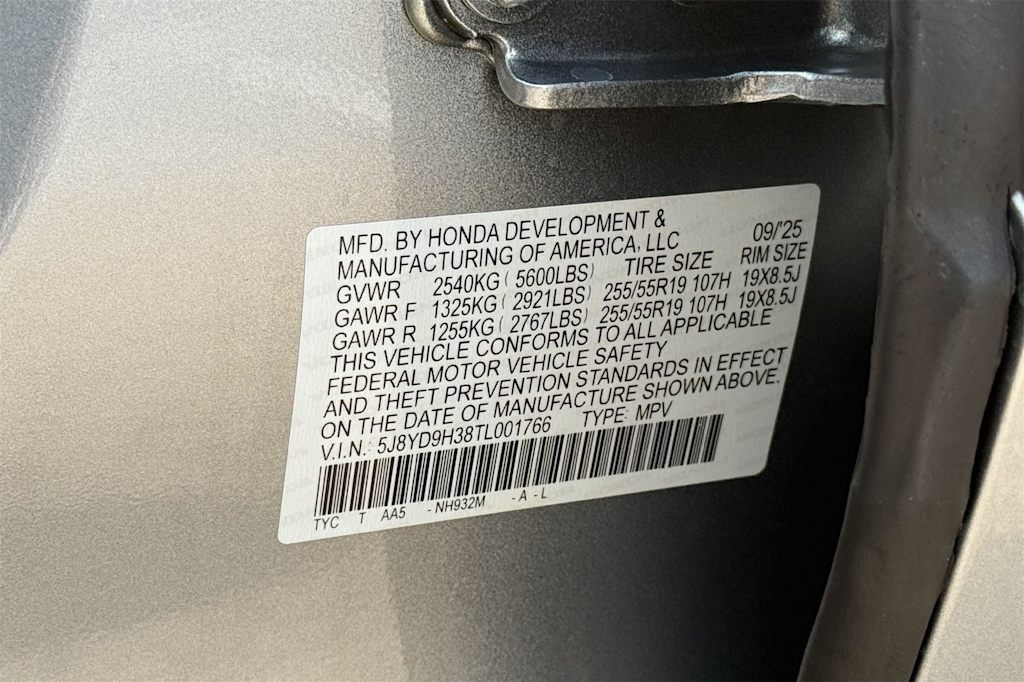 MFD. BY HONDA DEVELOPMENT &
MANUFACTURING OF AMERICA, LLC 09/'25
GVWR 2540KG ( 5600LBS) TIRE SIZE RIM SIZE
GAWR F 1325KG ( 2921LBS) 255/55R19 107H 19X8.5J
GAWR R 1255KG ( 2767LBS) 255/55R19 107H 19X8.5J
THIS VEHICLE CONFORMS TO ALL APPLICABLE
FEDERAL MOTOR VEHICLE SAFETY
AND THEFT PREVENTION STANDARDS IN EFFECT
ON THE DATE OF MANUFACTURE SHOWN ABOVE.
V.I.N.: 5J8YD9H38TL001766 TYPE: MPV
TYC T AA5 - NH932M - A - L